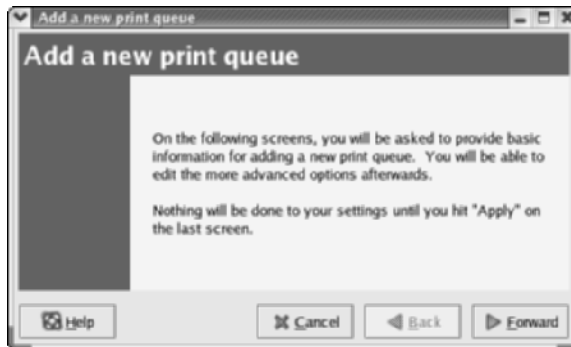 Add a new print queue
Add a new print queue
On the following screens, you will be asked to provide basic
information for adding a new print queue. You will be able to
edit the more advanced options afterwards.
Nothing will be done to your settings until you hit "Apply" on
the last screen.
Help Cancel Back Forward